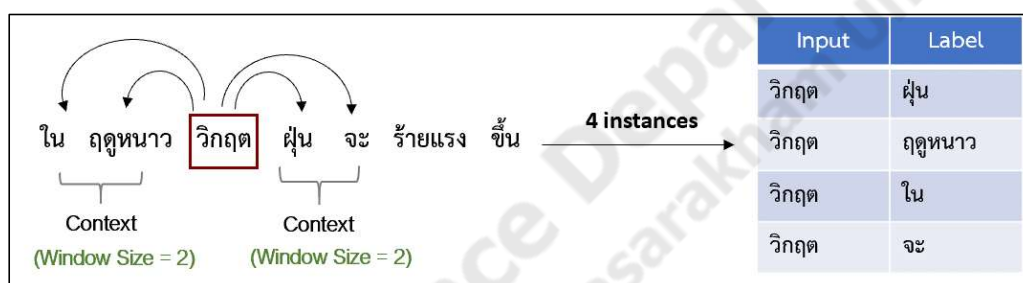 ใน ฤดูหนาว วิกฤต ฝุ่น จะ ร้ายแรง ขึ้น
4 instances
Context
Context
(Window Size = 2)
(Window Size = 2)
Input Label
วิกฤต ฝุ่น
วิกฤต ฤดูหนาว
วิกฤต ใน
วิกฤต จะ